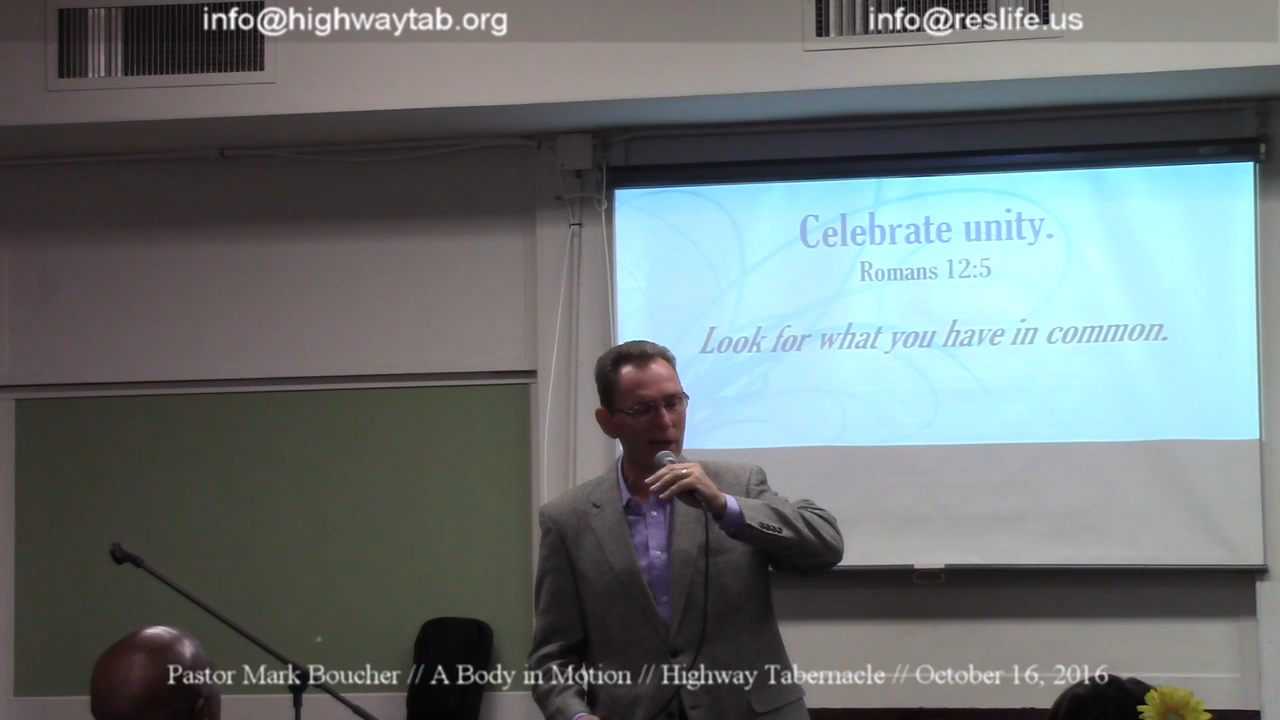 info@highwaytab.org
info@reslife.us
Celebrate unity.
Romans 12:5
Look for what you have in common.
Pastor Mark Boucher // A Body in Motion // Highway Tabernacle // October 16, 2016